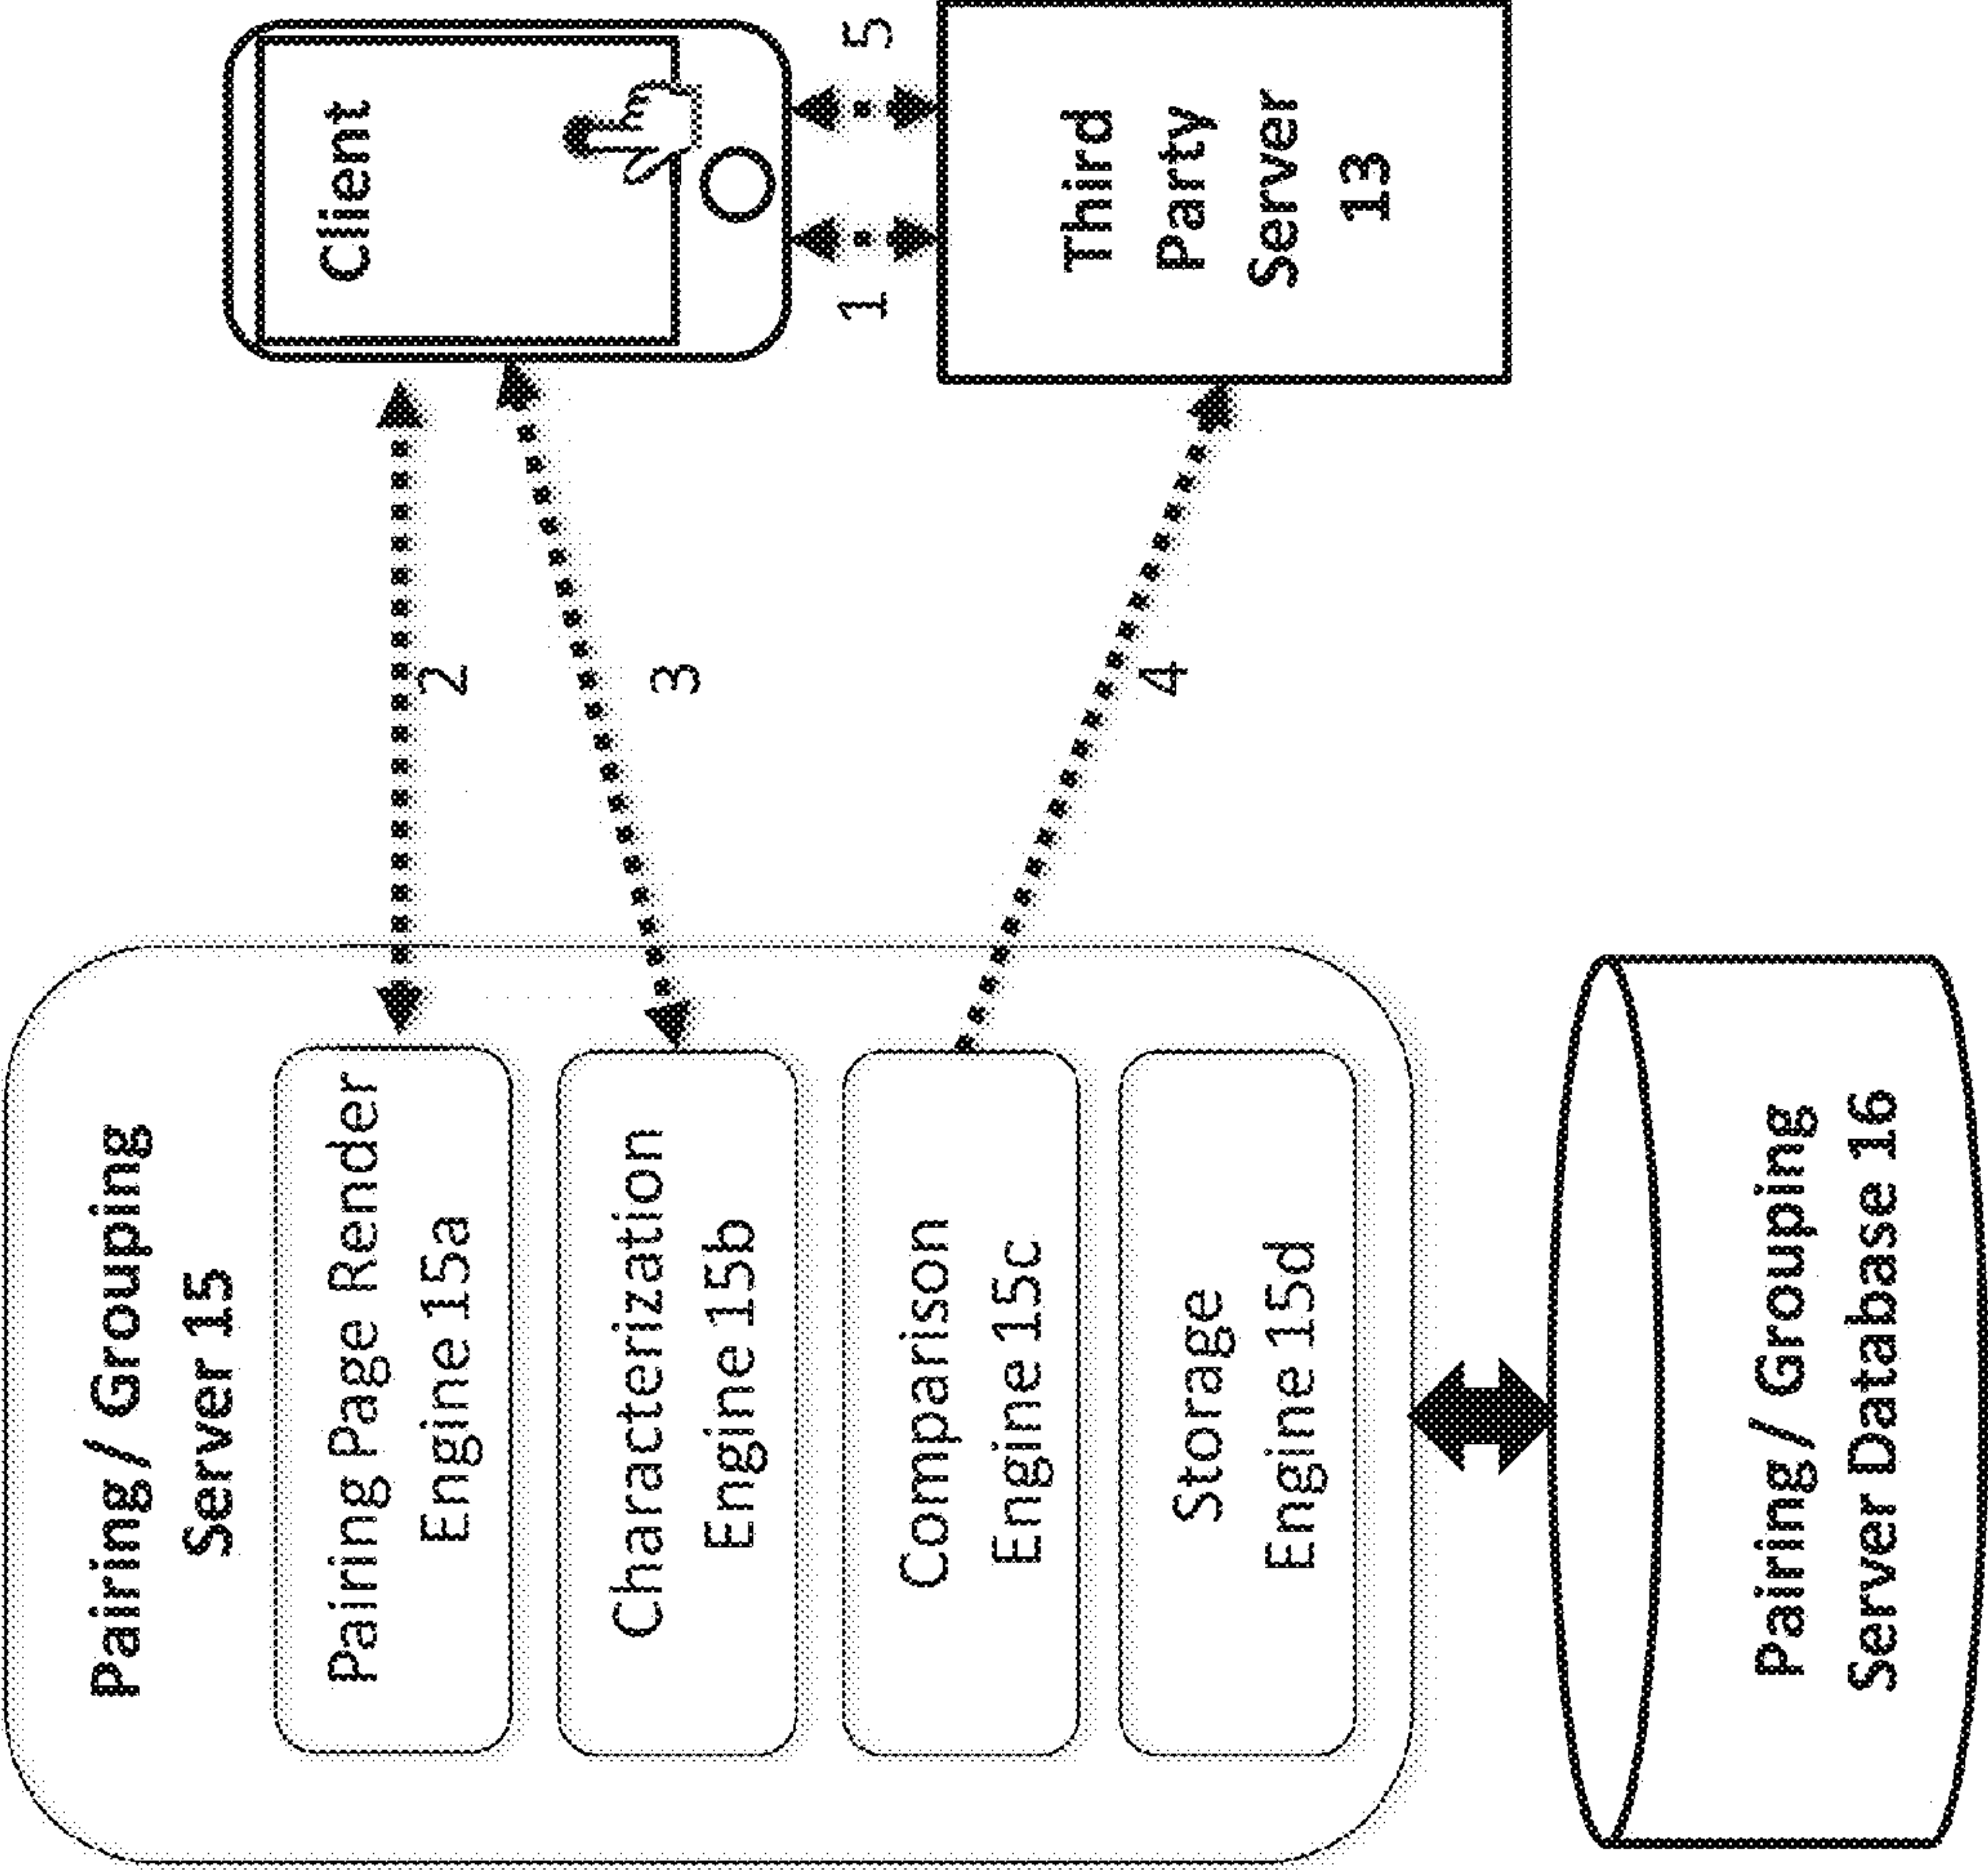 Pairing / Grouping
Server 15
Pairing Page Render
Engine 15a
Characterization
Engine 15b
Comparison
Engine 15c
Storage
Engine 15d
Pairing / Grouping
Server Database 16
2
3
4
Client
1
5
Third
Party
Server
13